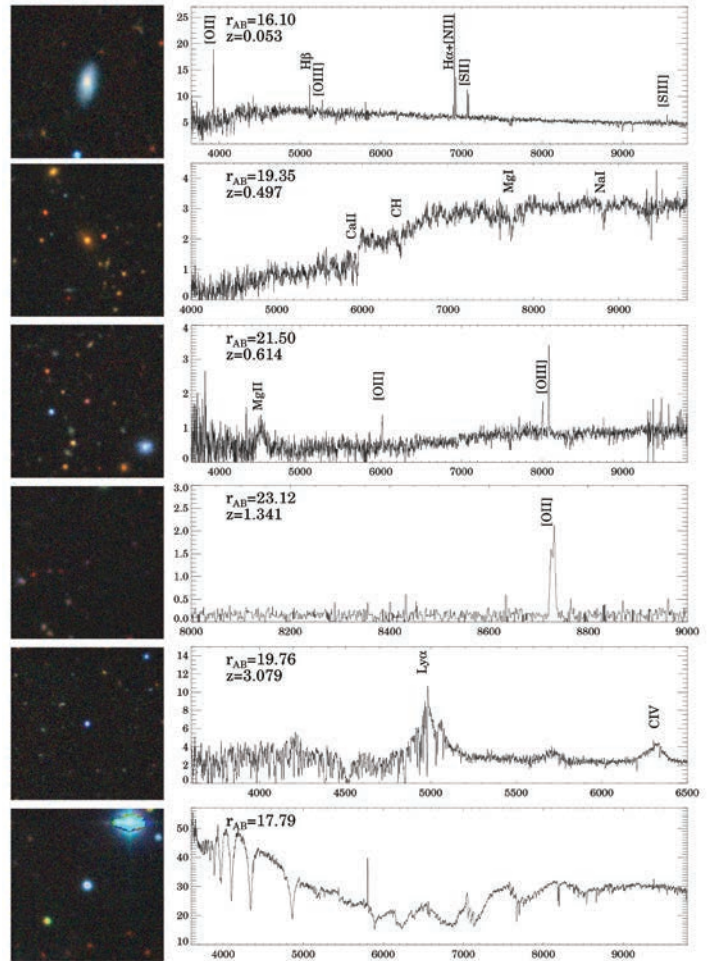 r_AB=16.10
z=0.053
[OII] Hβ [OIII] Hα+[NII] [SII] [SIII]
25 20 15 10 5
4000 5000 6000 7000 8000 9000
r_AB=19.35
z=0.497
CaII CH MgI NaI
4 3 2 1 0
4000 5000 6000 7000 8000 9000
r_AB=21.50
z=0.614
MgII [OII] [OIII]
4 3 2 1 0
4000 5000 6000 7000 8000 9000
r_AB=23.12
z=1.341
[OII]
3.0 2.5 2.0 1.5 1.0 0.5 0.0
8000 8200 8400 8600 8800 9000
r_AB=19.76
z=3.079
Lyα CIV
14 12 10 8 6 4 2 0
4000 4500 5000 5500 6000 6500
r_AB=17.79
50 40 30 20 10
4000 5000 6000 7000 8000 9000